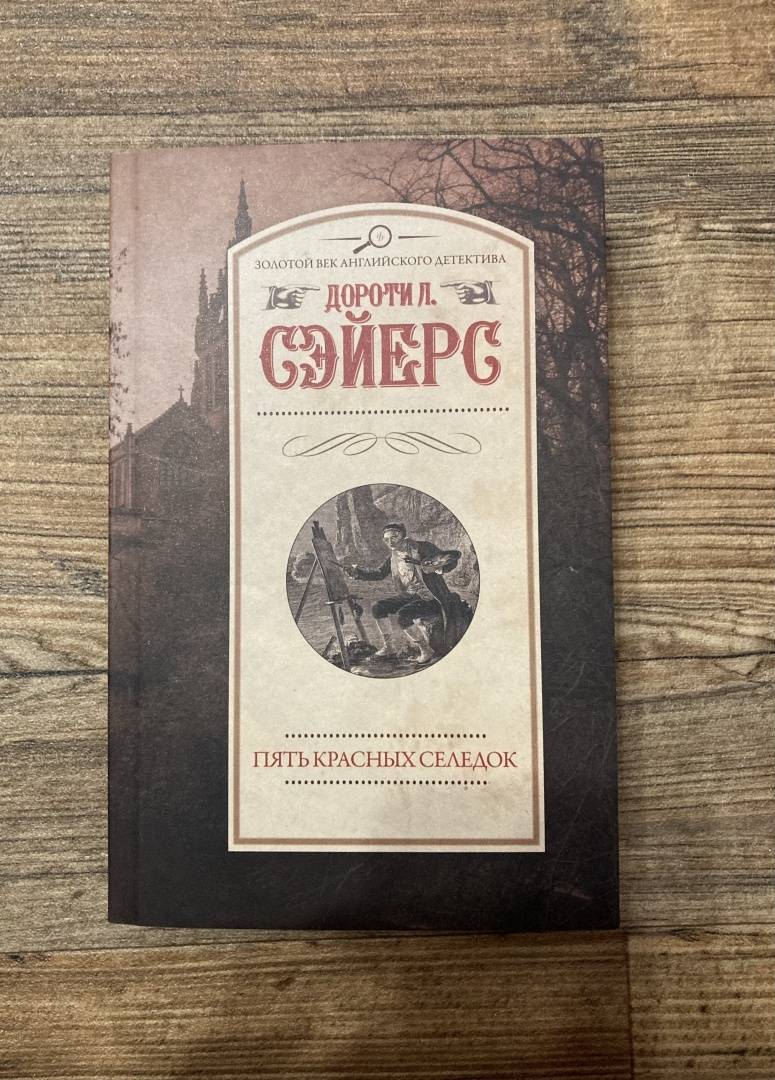 ЗОЛОТОЙ ВЕК АНГЛИЙСКОГО ДЕТЕКТИВА
ДОРОТИ Л.
СЭЙЕРС
ПЯТЬ КРАСНЫХ СЕЛЕДОК